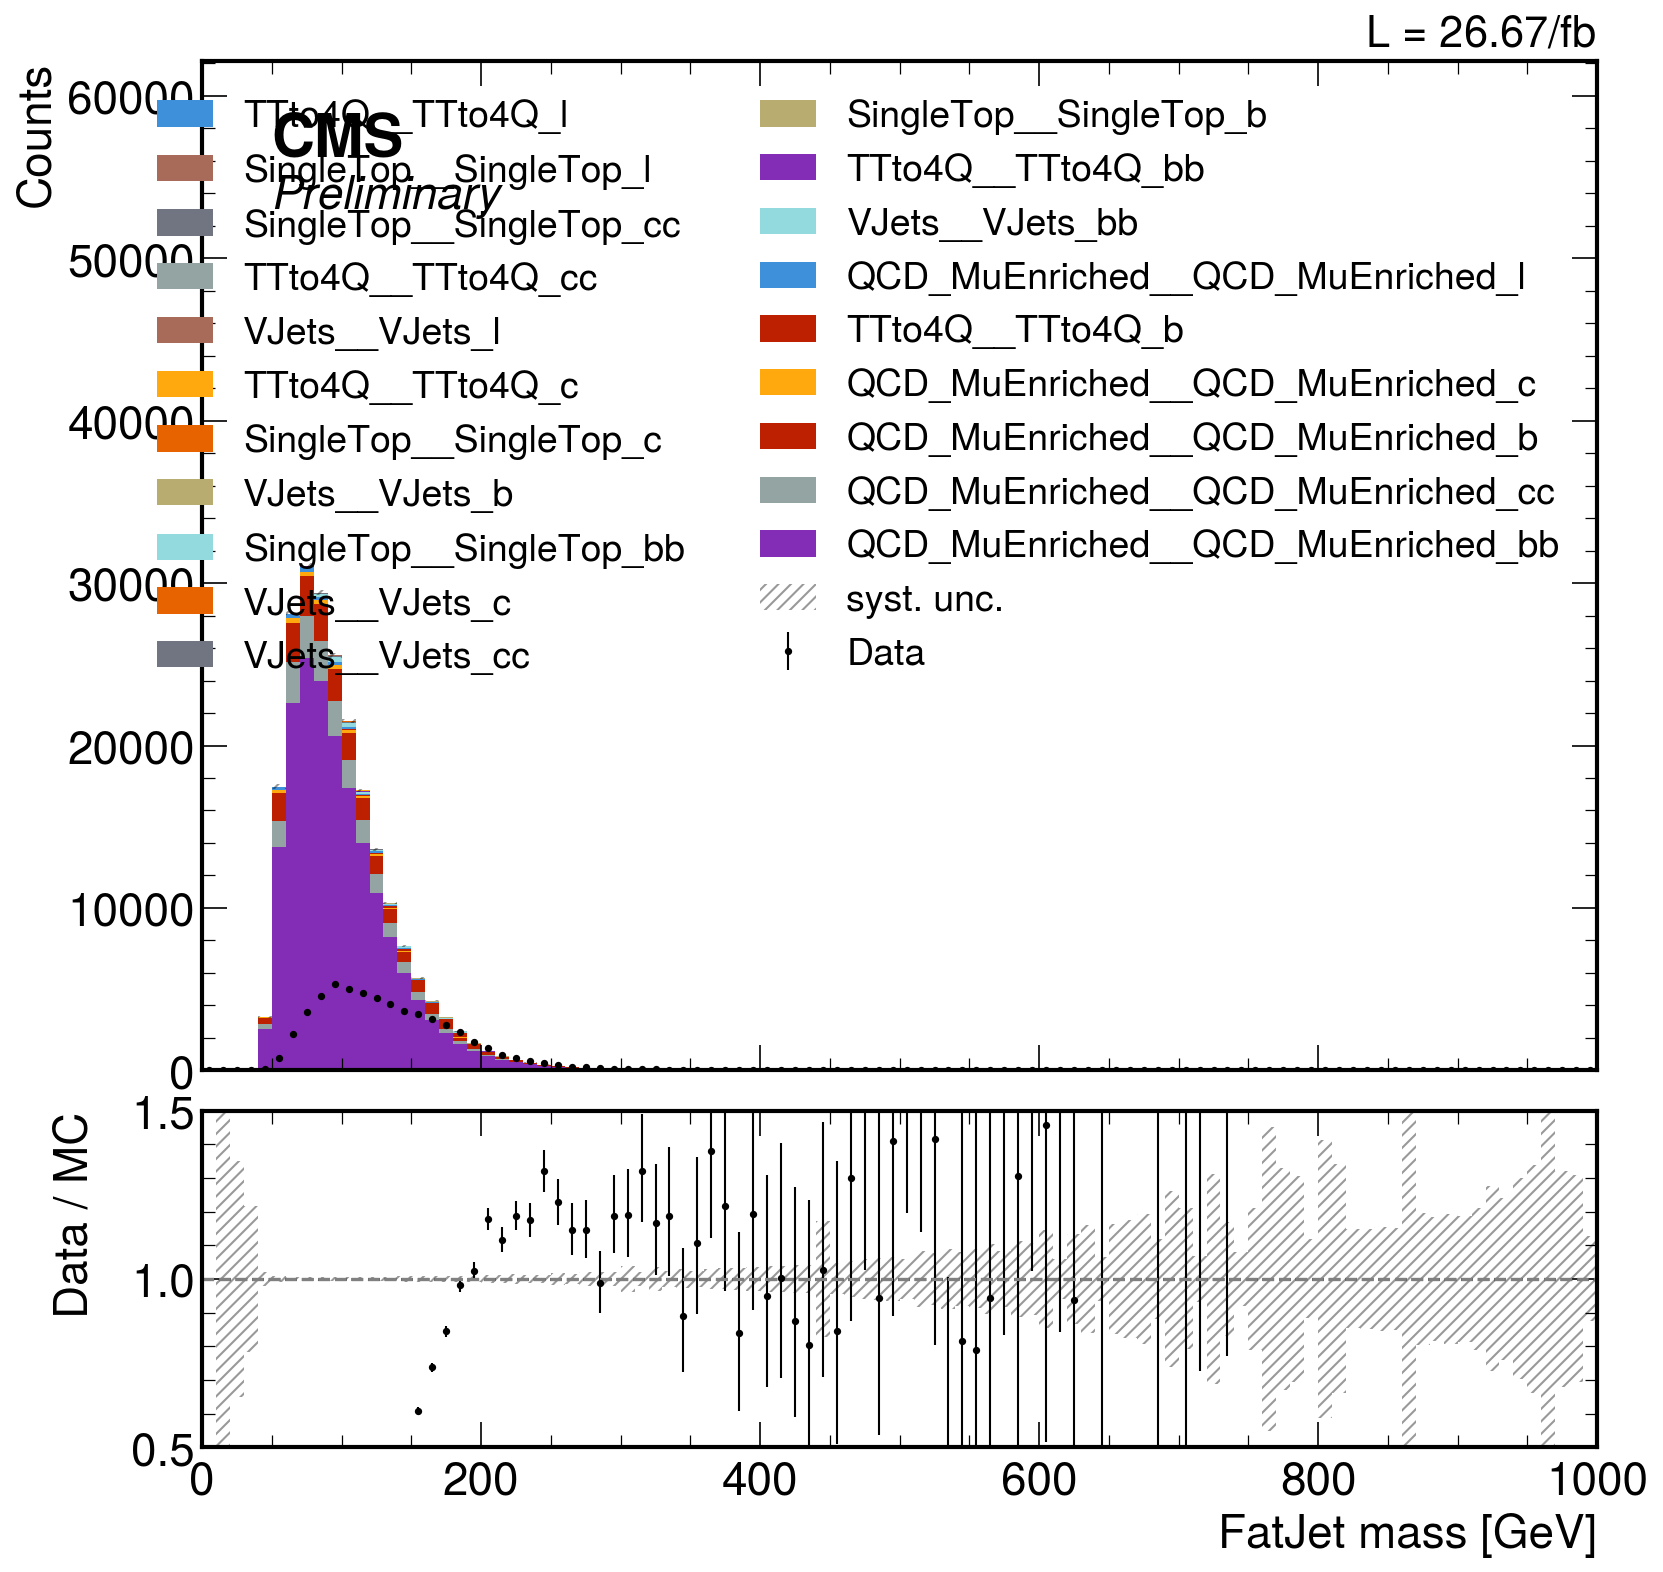 L = 26.67/fb
Counts
60000
50000
40000
30000
20000
10000
0
CMS
Preliminary
TTto4Q__TTto4Q_l
SingleTop__SingleTop_l
SingleTop__SingleTop_cc
TTto4Q__TTto4Q_cc
VJets__VJets_l
TTto4Q__TTto4Q_c
SingleTop__SingleTop_c
VJets__VJets_b
SingleTop__SingleTop_bb
VJets__VJets_c
VJets__VJets_cc
SingleTop__SingleTop_b
TTto4Q__TTto4Q_bb
VJets__VJets_bb
QCD_MuEnriched__QCD_MuEnriched_l
TTto4Q__TTto4Q_b
QCD_MuEnriched__QCD_MuEnriched_c
QCD_MuEnriched__QCD_MuEnriched_b
QCD_MuEnriched__QCD_MuEnriched_cc
QCD_MuEnriched__QCD_MuEnriched_bb
syst. unc.
Data
Data / MC
1.5
1.0
0.5
0 200 400 600 800 1000
FatJet mass [GeV]